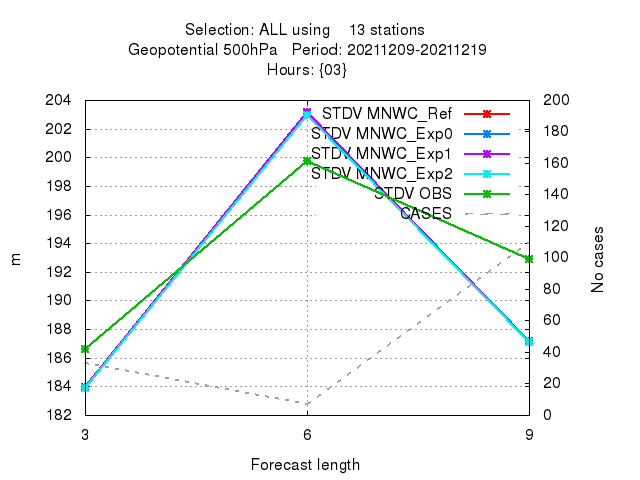 Selection: ALL using 13 stations
Geopotential 500hPa Period: 20211209-20211219
Hours: {03}
204
202
200
198
196
194
192
190
188
186
184
182
m
STDV MNWC_Ref
STDV MNWC_Exp0
STDV MNWC_Exp1
STDV MNWC_Exp2
STDV OBS
CASES
200
180
160
140
120
100
80
60
40
20
0
No cases
3 6 9
Forecast length